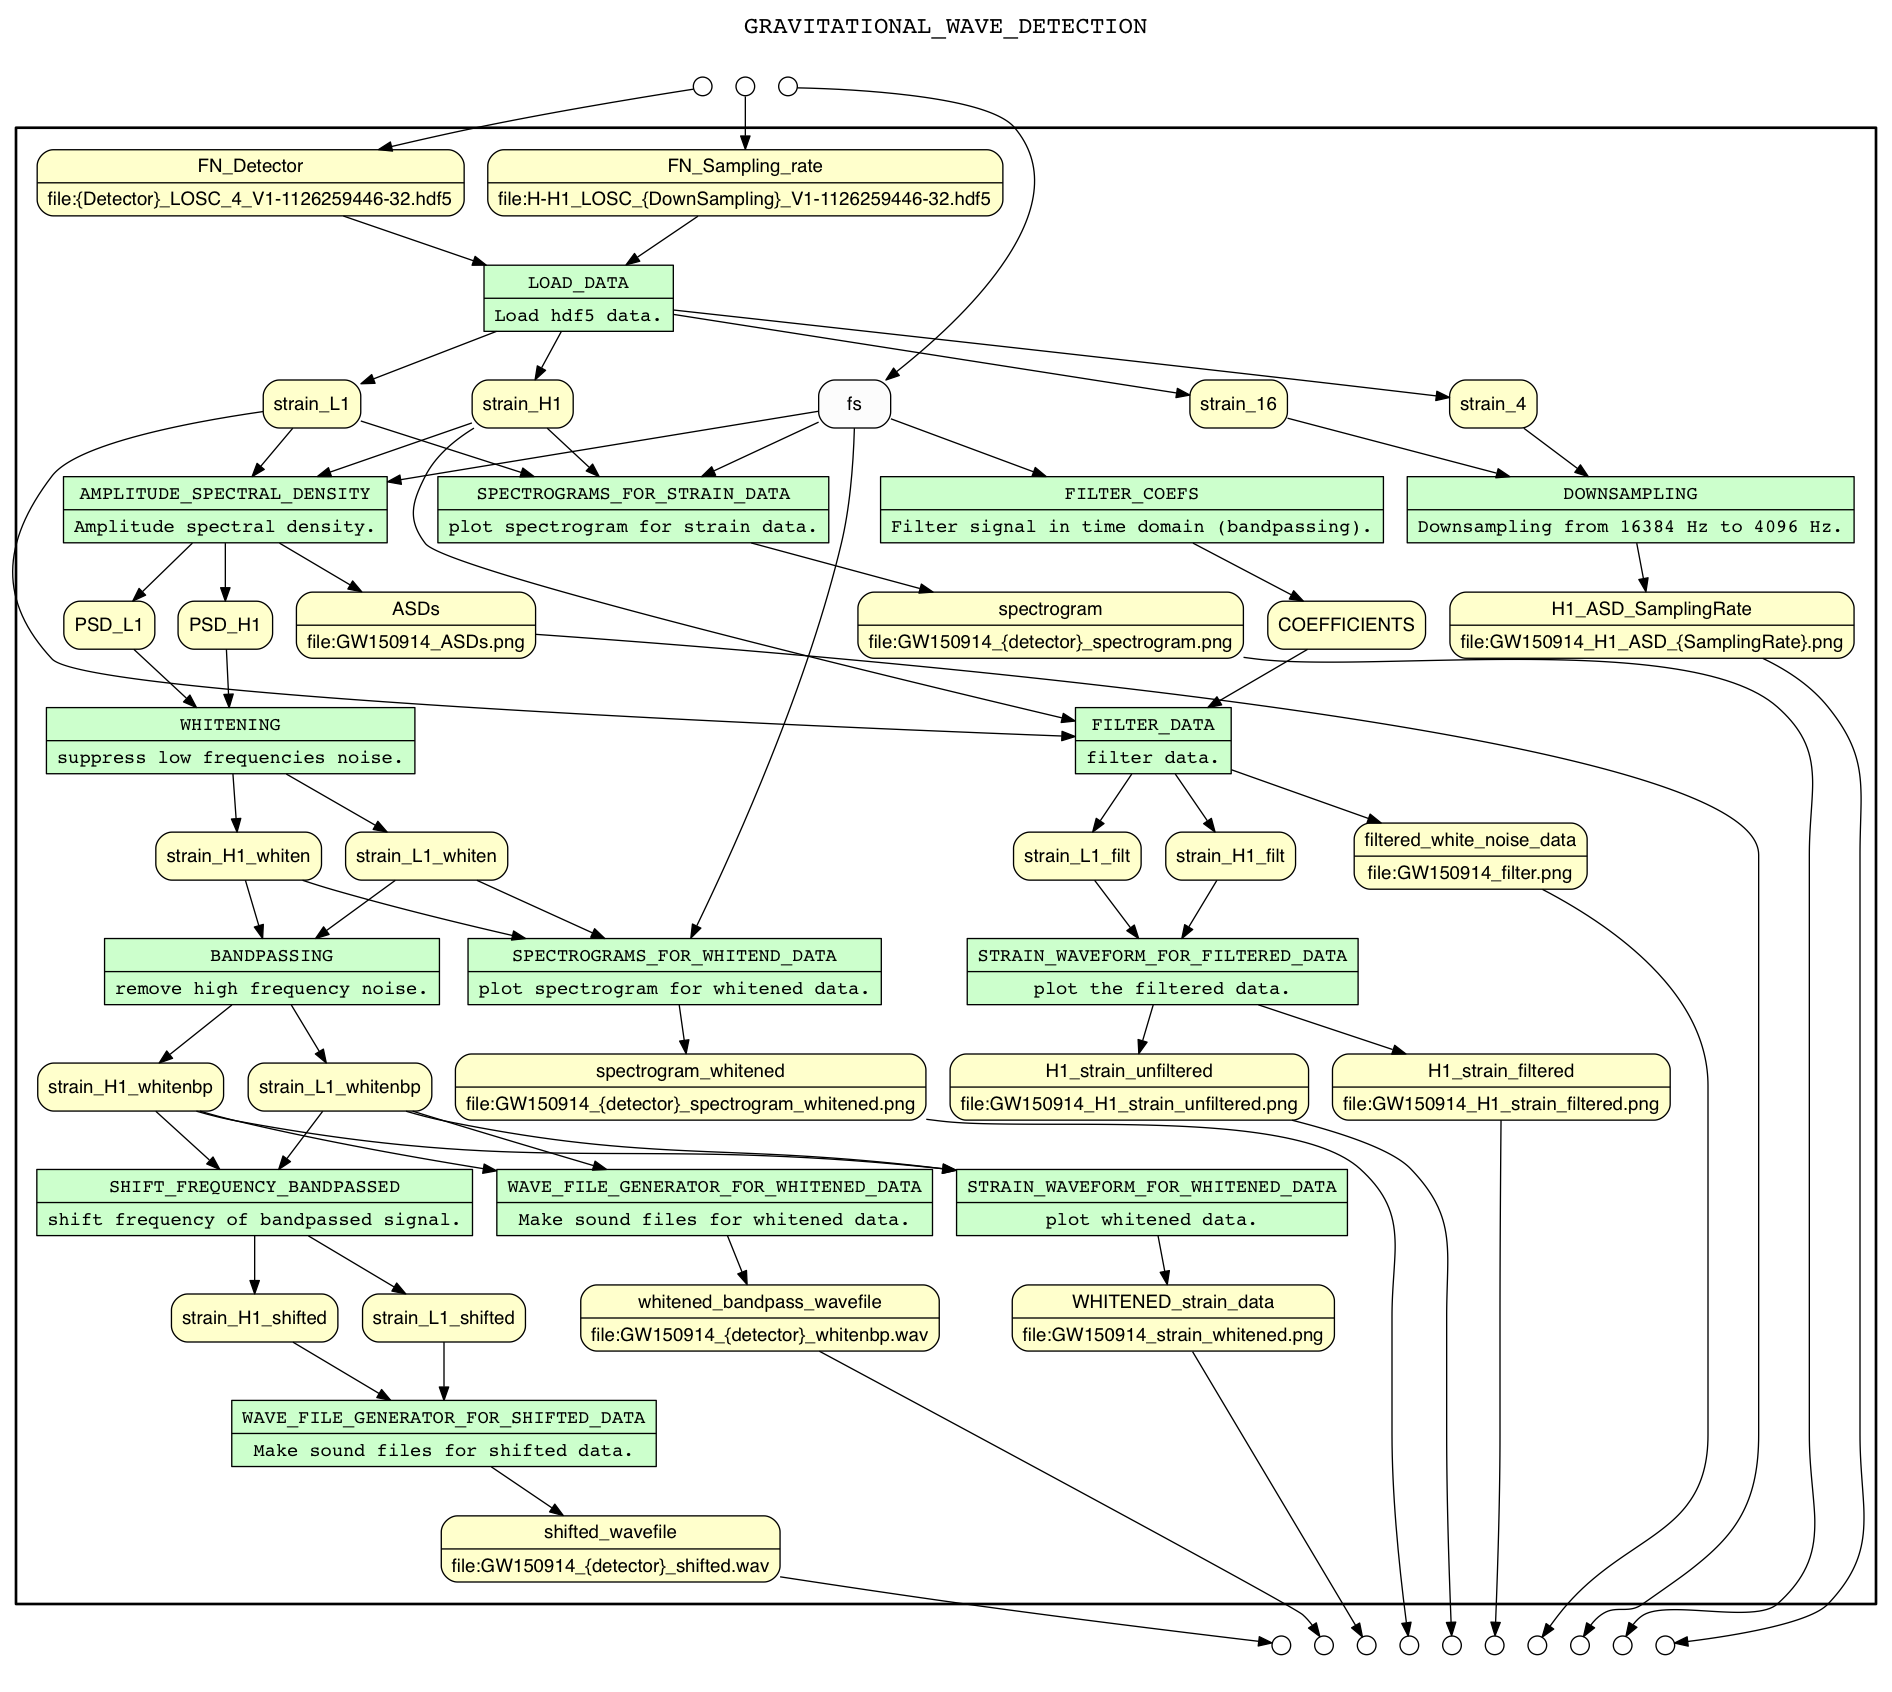 GRAVITATIONAL_WAVE_DETECTION
FN_Detector
file:{Detector}_LOSC_4_V1-1126259446-32.hdf5
FN_Sampling_rate
file:H-H1_LOSC_{DownSampling}_V1-1126259446-32.hdf5
LOAD_DATA
Load hdf5 data.
strain_L1
strain_H1
fs
strain_16
strain_4
AMPLITUDE_SPECTRAL_DENSITY
Amplitude spectral density.
SPECTROGRAMS_FOR_STRAIN_DATA
plot spectrogram for strain data.
FILTER_COEFS
Filter signal in time domain (bandpassing).
DOWNSAMPLING
Downsampling from 16384 Hz to 4096 Hz.
PSD_L1
PSD_H1
ASDs
file:GW150914_ASDs.png
spectrogram
file:GW150914_{detector}_spectrogram.png
COEFFICIENTS
H1_ASD_SamplingRate
file:GW150914_H1_ASD_{SamplingRate}.png
WHITENING
suppress low frequencies noise.
FILTER_DATA
filter data.
strain_H1_whiten
strain_L1_whiten
strain_L1_filt
strain_H1_filt
filtered_white_noise_data
file:GW150914_filter.png
BANDPASSING
remove high frequency noise.
SPECTROGRAMS_FOR_WHITEND_DATA
plot spectrogram for whitened data.
STRAIN_WAVEFORM_FOR_FILTERED_DATA
plot the filtered data.
strain_H1_whitenbp
strain_L1_whitenbp
spectrogram_whitened
file:GW150914_{detector}_spectrogram_whitened.png
H1_strain_unfiltered
file:GW150914_H1_strain_unfiltered.png
H1_strain_filtered
file:GW150914_H1_strain_filtered.png
SHIFT_FREQUENCY_BANDPASSED
shift frequency of bandpassed signal.
WAVE_FILE_GENERATOR_FOR_WHITENED_DATA
Make sound files for whitened data.
STRAIN_WAVEFORM_FOR_WHITENED_DATA
plot whitened data.
strain_H1_shifted
strain_L1_shifted
whitened_bandpass_wavefile
file:GW150914_{detector}_whitenbp.wav
WHITENED_strain_data
file:GW150914_strain_whitened.png
WAVE_FILE_GENERATOR_FOR_SHIFTED_DATA
Make sound files for shifted data.
shifted_wavefile
file:GW150914_{detector}_shifted.wav